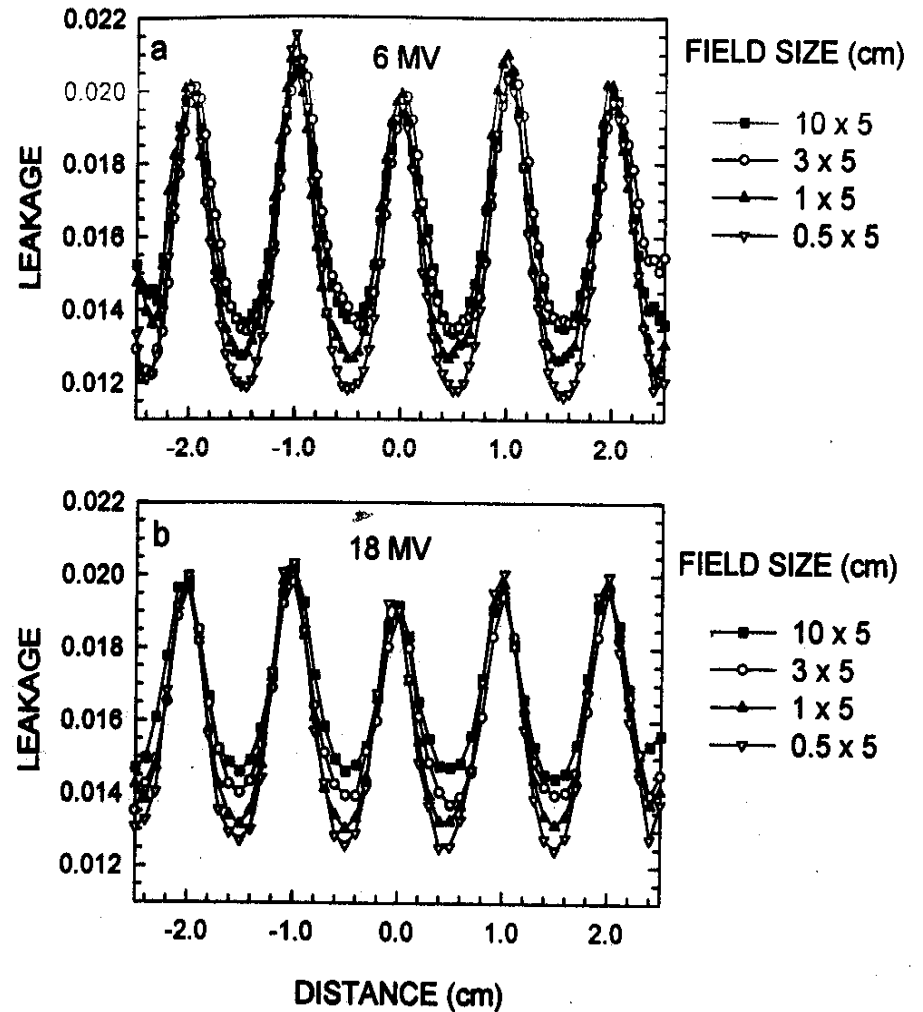 a
6 MV
LEAKAGE
0.022
0.020
0.018
0.016
0.014
0.012
-2.0 -1.0 0.0 1.0 2.0
FIELD SIZE (cm)
10 x 5
3 x 5
1 x 5
0.5 x 5
b
18 MV
LEAKAGE
0.022
0.020
0.018
0.016
0.014
0.012
-2.0 -1.0 0.0 1.0 2.0
DISTANCE (cm)
FIELD SIZE (cm)
10 x 5
3 x 5
1 x 5
0.5 x 5